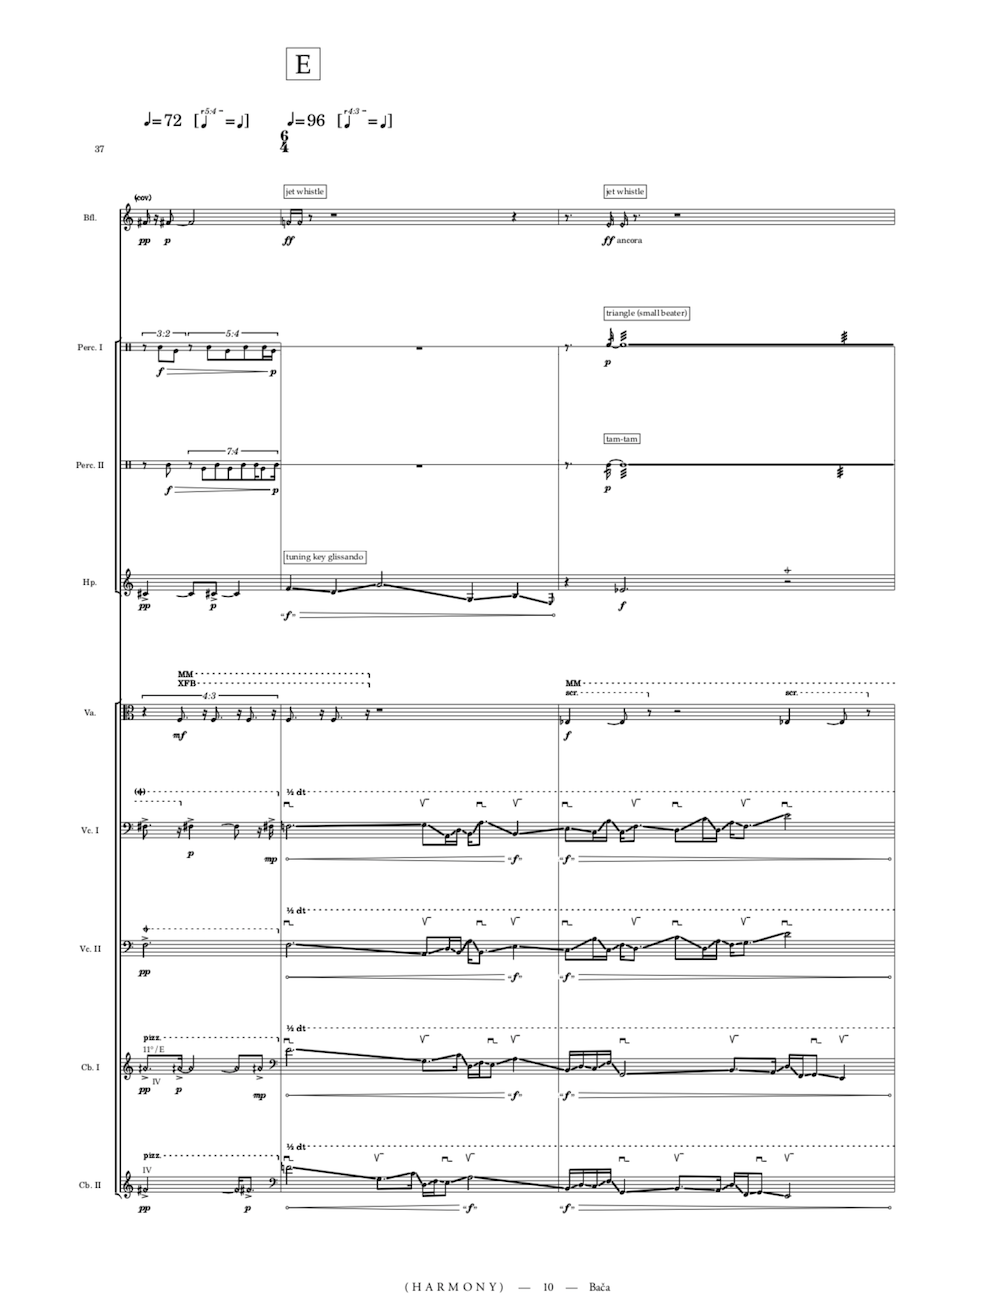 E
♩=72 [5:4♩=♩] ♩=96 [4:3♩=♩]
6
4
37
(cov) jet whistle jet whistle
Bfl.
pp p ff ff ancora
triangle (small beater)
3:2 5:4
Perc. I
f p p
tam-tam
7:4
Perc. II
f p p
tuning key glissando
Hp.
pp p "f" f
MM MM
XFB scr. scr.
4:3
Va.
mf f
½ dt
Vc. I
p mp "f" "f"
½ dt
Vc. II
pp "f" "f"
½ dt
pizz.
11°/E
Cb. I
IV
pp p mp "f" "f"
½ dt
pizz.
IV
Cb. II
pp p "f" "f"
(HARMONY) — 10 — Bača